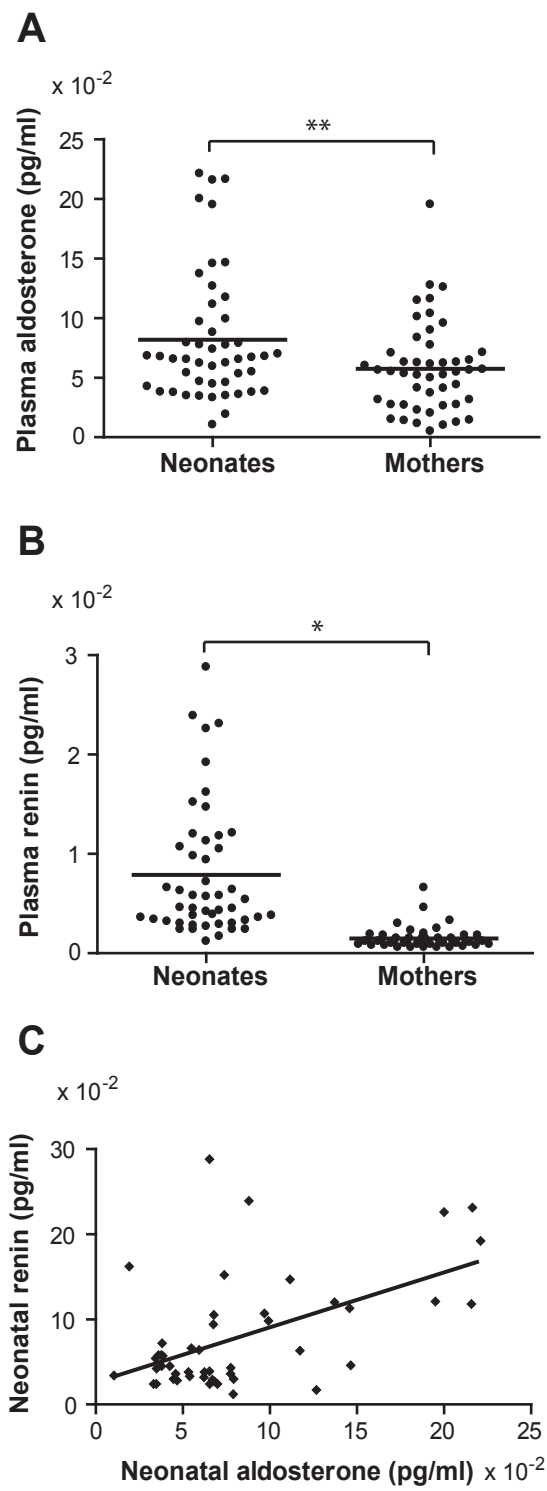 A
x 10-2
Plasma aldosterone (pg/ml)
**
25
20
15
10
5
0
Neonates Mothers
B
x 10-2
Plasma renin (pg/ml)
*
3
2
1
0
Neonates Mothers
C
x 10-2
Neonatal renin (pg/ml)
30
20
10
0
0 5 10 15 20 25
Neonatal aldosterone (pg/ml) x 10-2